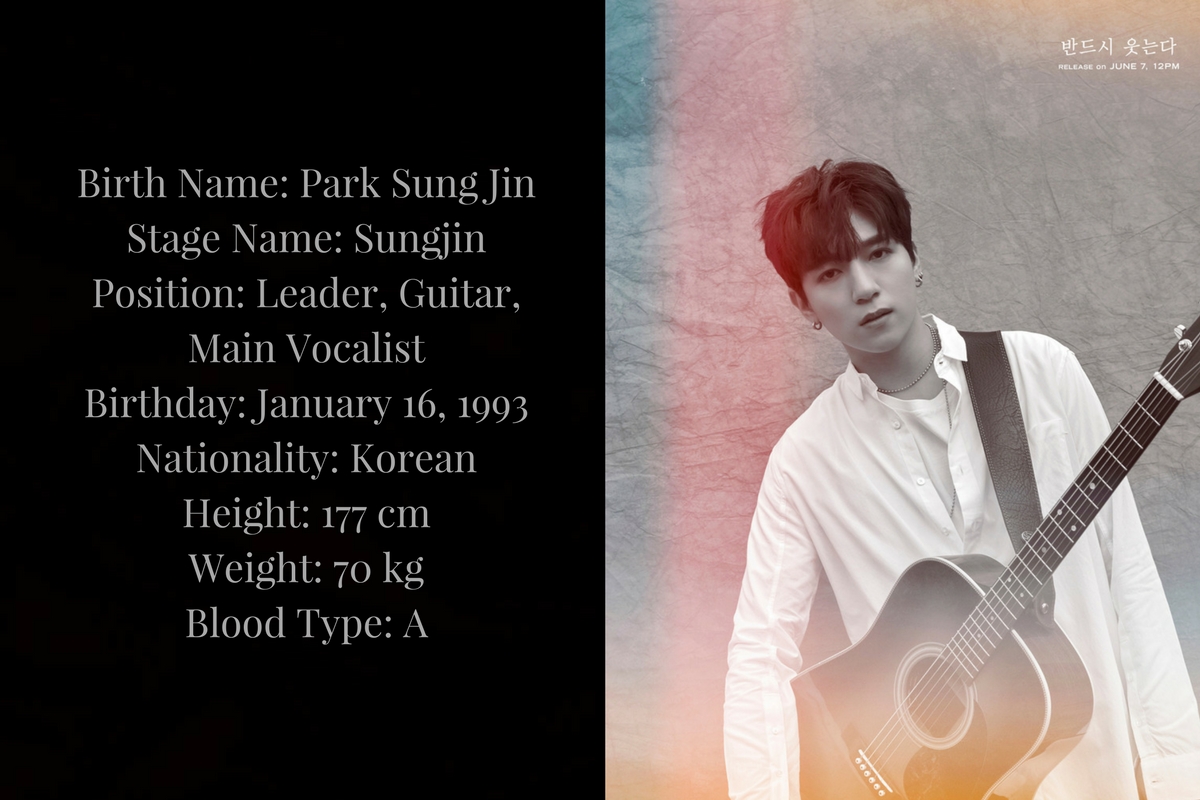 Birth Name: Park Sung Jin
Stage Name: Sungjin
Position: Leader, Guitar,
Main Vocalist
Birthday: January 16, 1993
Nationality: Korean
Height: 177 cm
Weight: 70 kg
Blood Type: A
반드시 웃는다
RELEASE on JUNE 7, 12PM